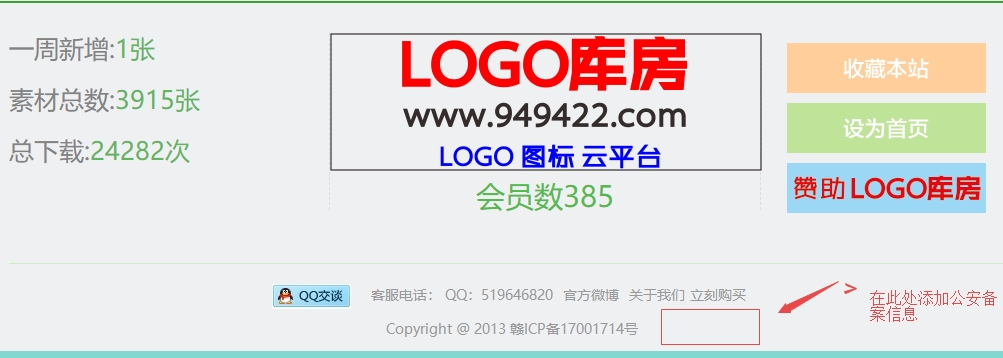 一周新增:1张
素材总数:3915张
总下载:24282次
LOGO库房
www.949422.com
LOGO 图标 云平台
会员数385
收藏本站
设为首页
赞助 LOGO库房
QQ交谈 客服电话： QQ：519646820 官方微博 关于我们 立刻购买
Copyright @ 2013 赣ICP备17001714号
> 在此处添加公安备
案信息